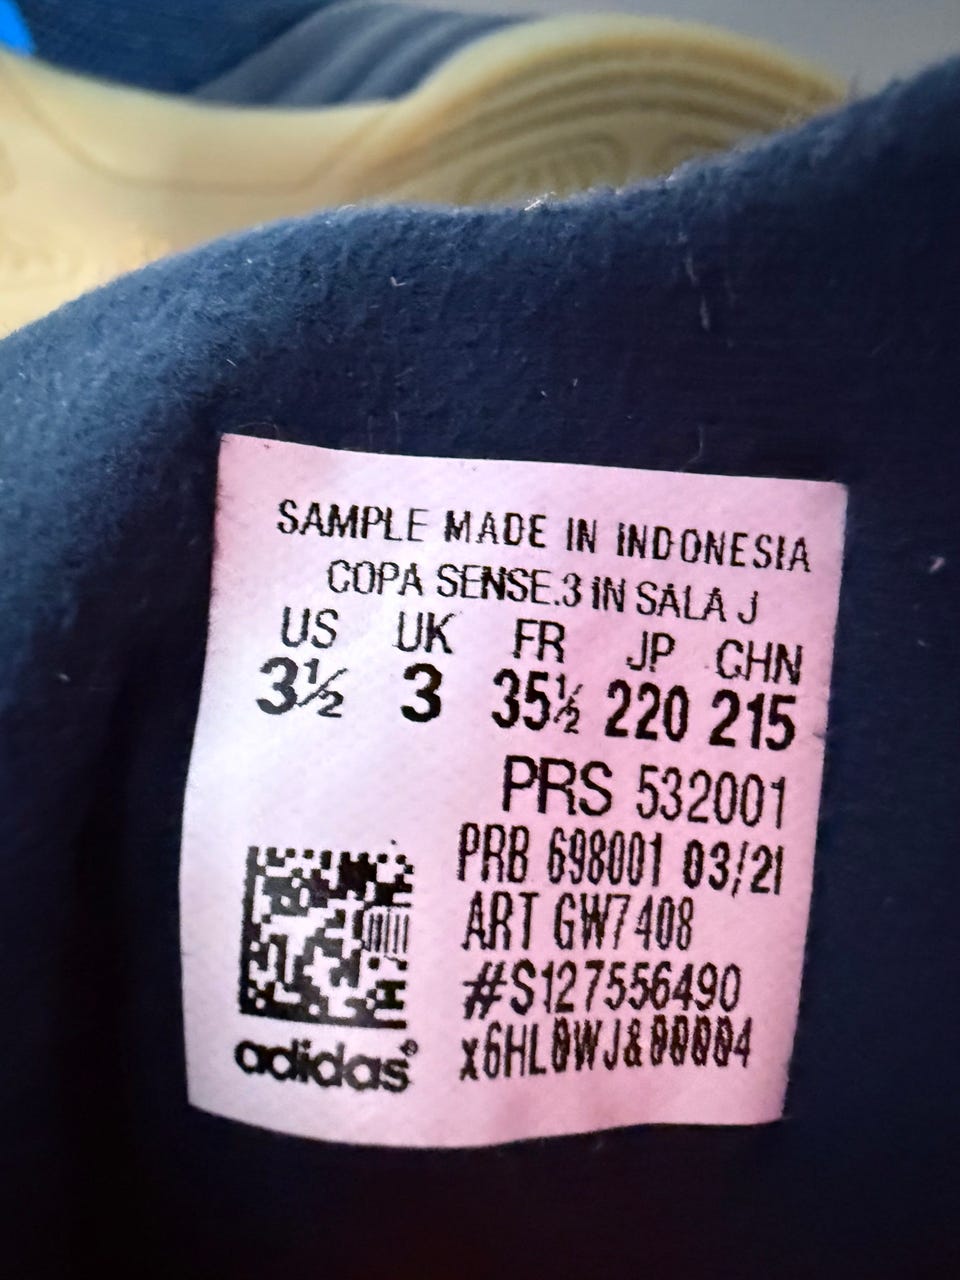 SAMPLE MADE IN INDONESIA
COPA SENSE.3 IN SALA J
US UK FR JP CHN
3½ 3 35½ 220 215
PRS 532001
PRB 698001 03/21
ART GW7408
#S127556490
x6HL0WJ&00004
adidas®